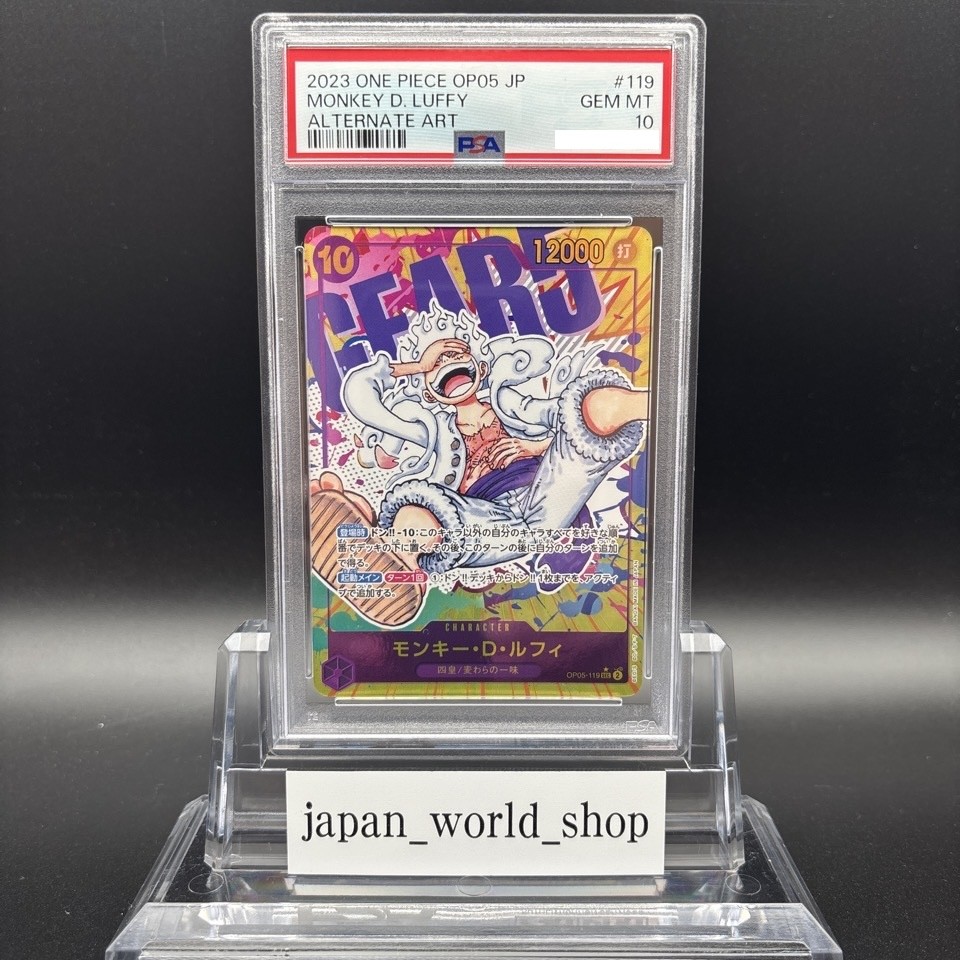 2023 ONE PIECE OP05 JP #119
MONKEY D. LUFFY GEM MT
ALTERNATE ART 10
PSA
10 12000 打
GEAR5
登場時 ドン!!-10:このキャラ以外の自分のキャラすべてを好きな順
番でデッキの下に置く。その後、このターンの後に自分のターンを追加
で得る。
起動メイン ターン1回 ①:ドン!!デッキからドン!!1枚までを、アクティ
ブで追加する。
CHARACTER
モンキー・D・ルフィ
四皇/麦わらの一味
OP05-119 SEC 2
PSA
japan_world_shop